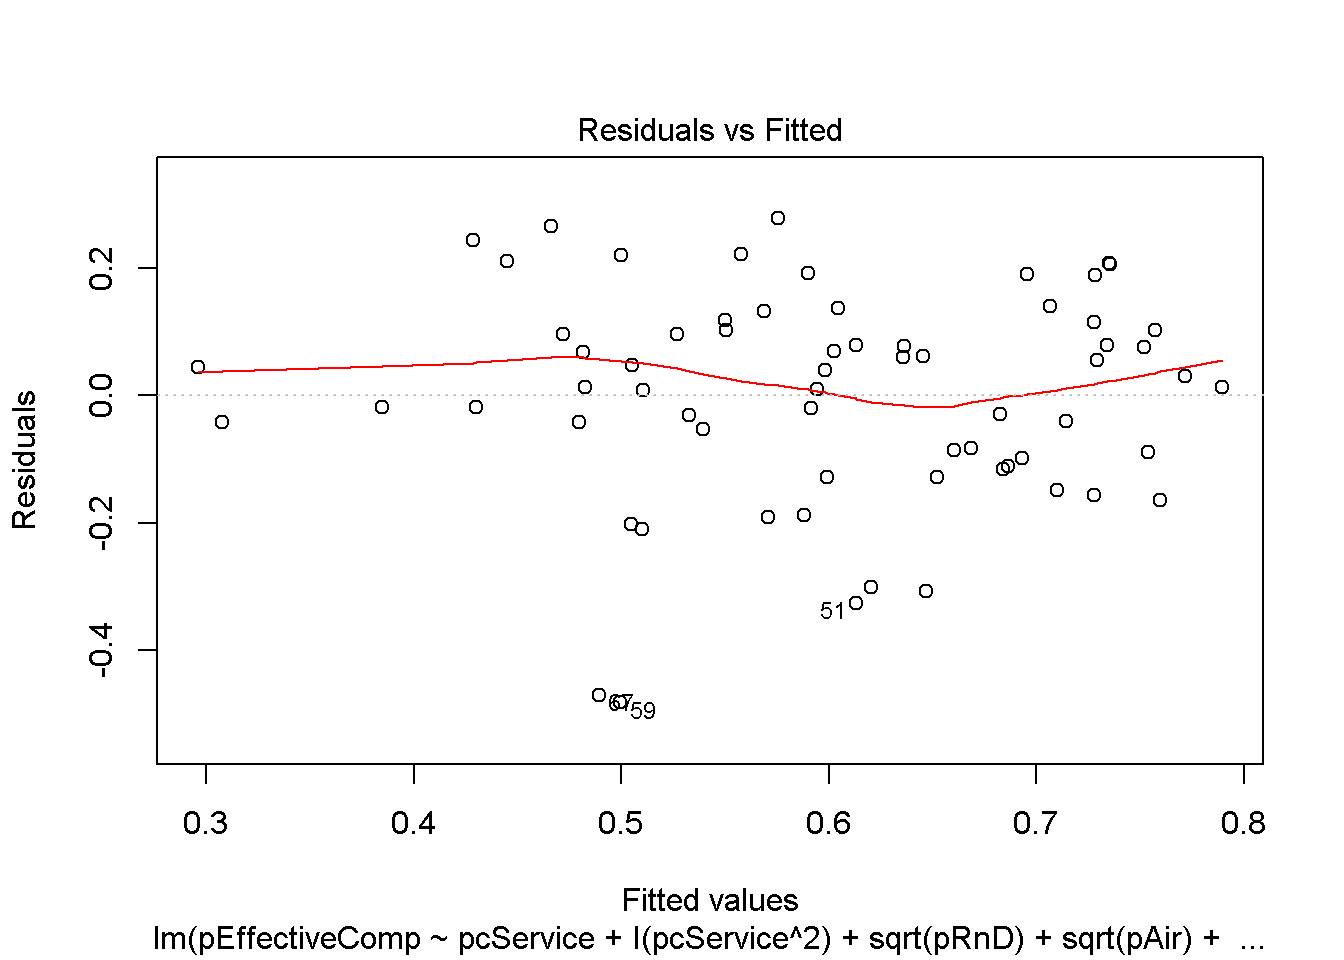 Residuals vs Fitted
Residuals
0.2
0.0
-0.2
-0.4
51
59
0.3 0.4 0.5 0.6 0.7 0.8
Fitted values
lm(pEffectiveComp ~ pcService + I(pcService^2) + sqrt(pRnD) + sqrt(pAir) + ...